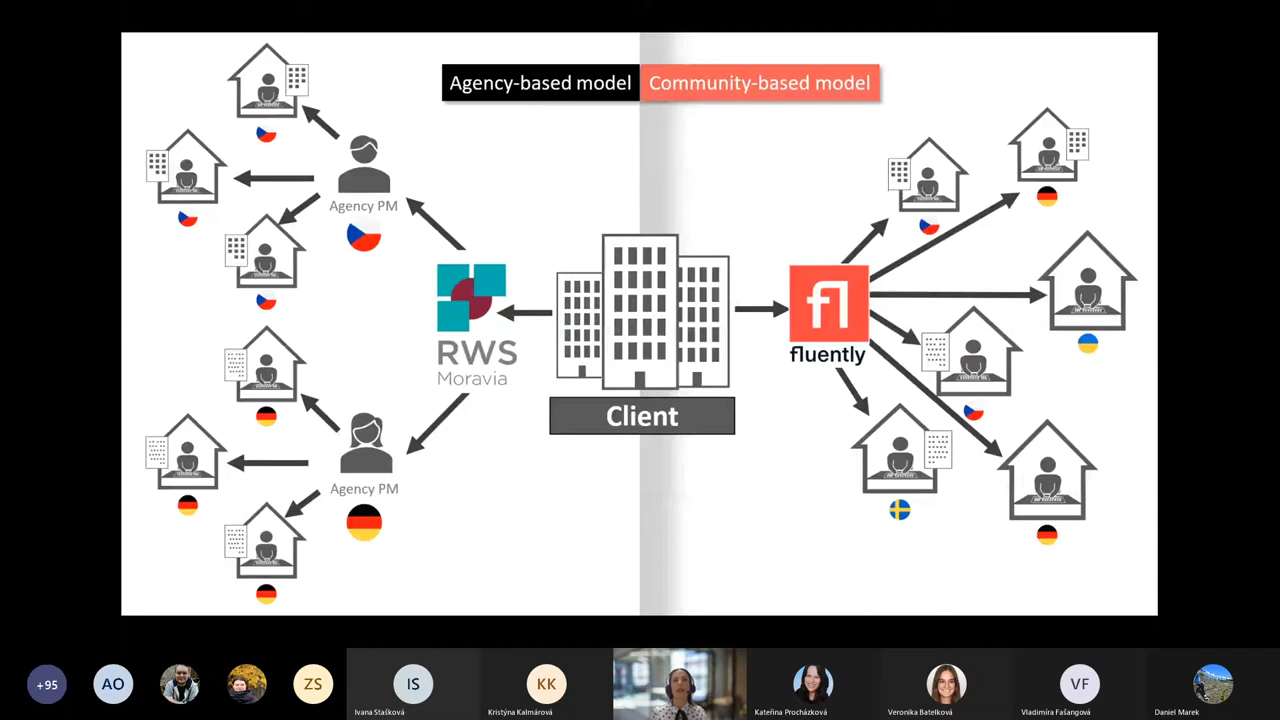 Agency-based model
Community-based model
Agency PM
RWS
Moravia
fl
fluently
Client
Agency PM
+95
AO
ZS
IS
Ivana Stašková
KK
Kristýna Kalmárová
Kateřina Procházková
Veronika Batelková
VF
Vladimíra Fašangová
Daniel Marek